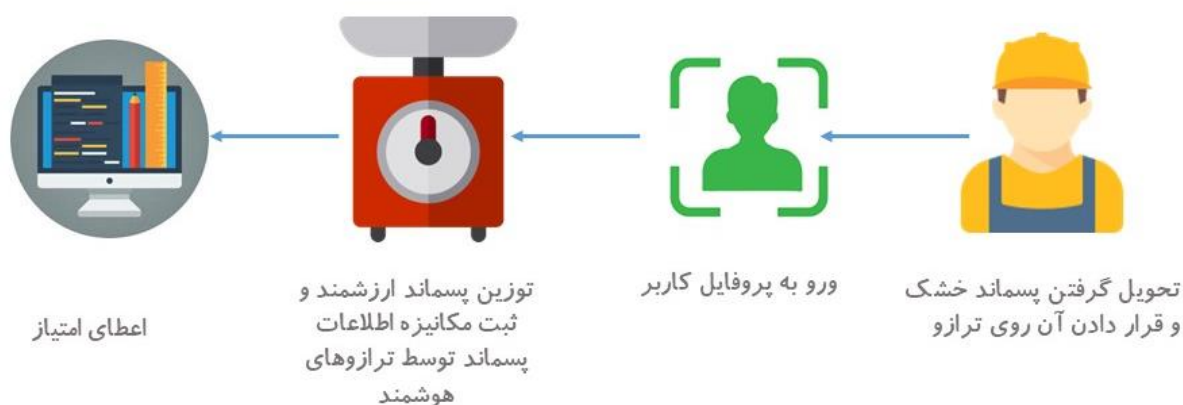 تحویل گرفتن پسماند خشک
و قرار دادن آن روی ترازو
ورو به پروفایل کاربر
توزین پسماند ارزشمند و
ثبت مکانیزه اطلاعات
پسماند توسط ترازوهای
هوشمند
اعطای امتیاز